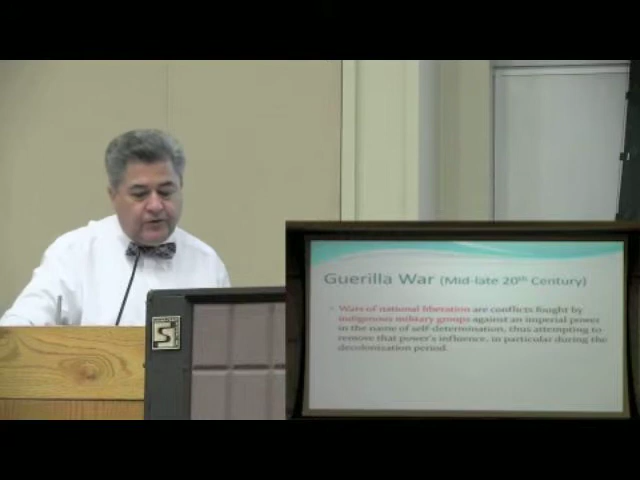 Guerilla War (Mid-late 20th Century)
Wars of national liberation are conflicts fought by
indigenous military groups against an imperial power
in the name of self-determination, thus attempting to
remove that power's influence, in particular during the
decolonization period.
S